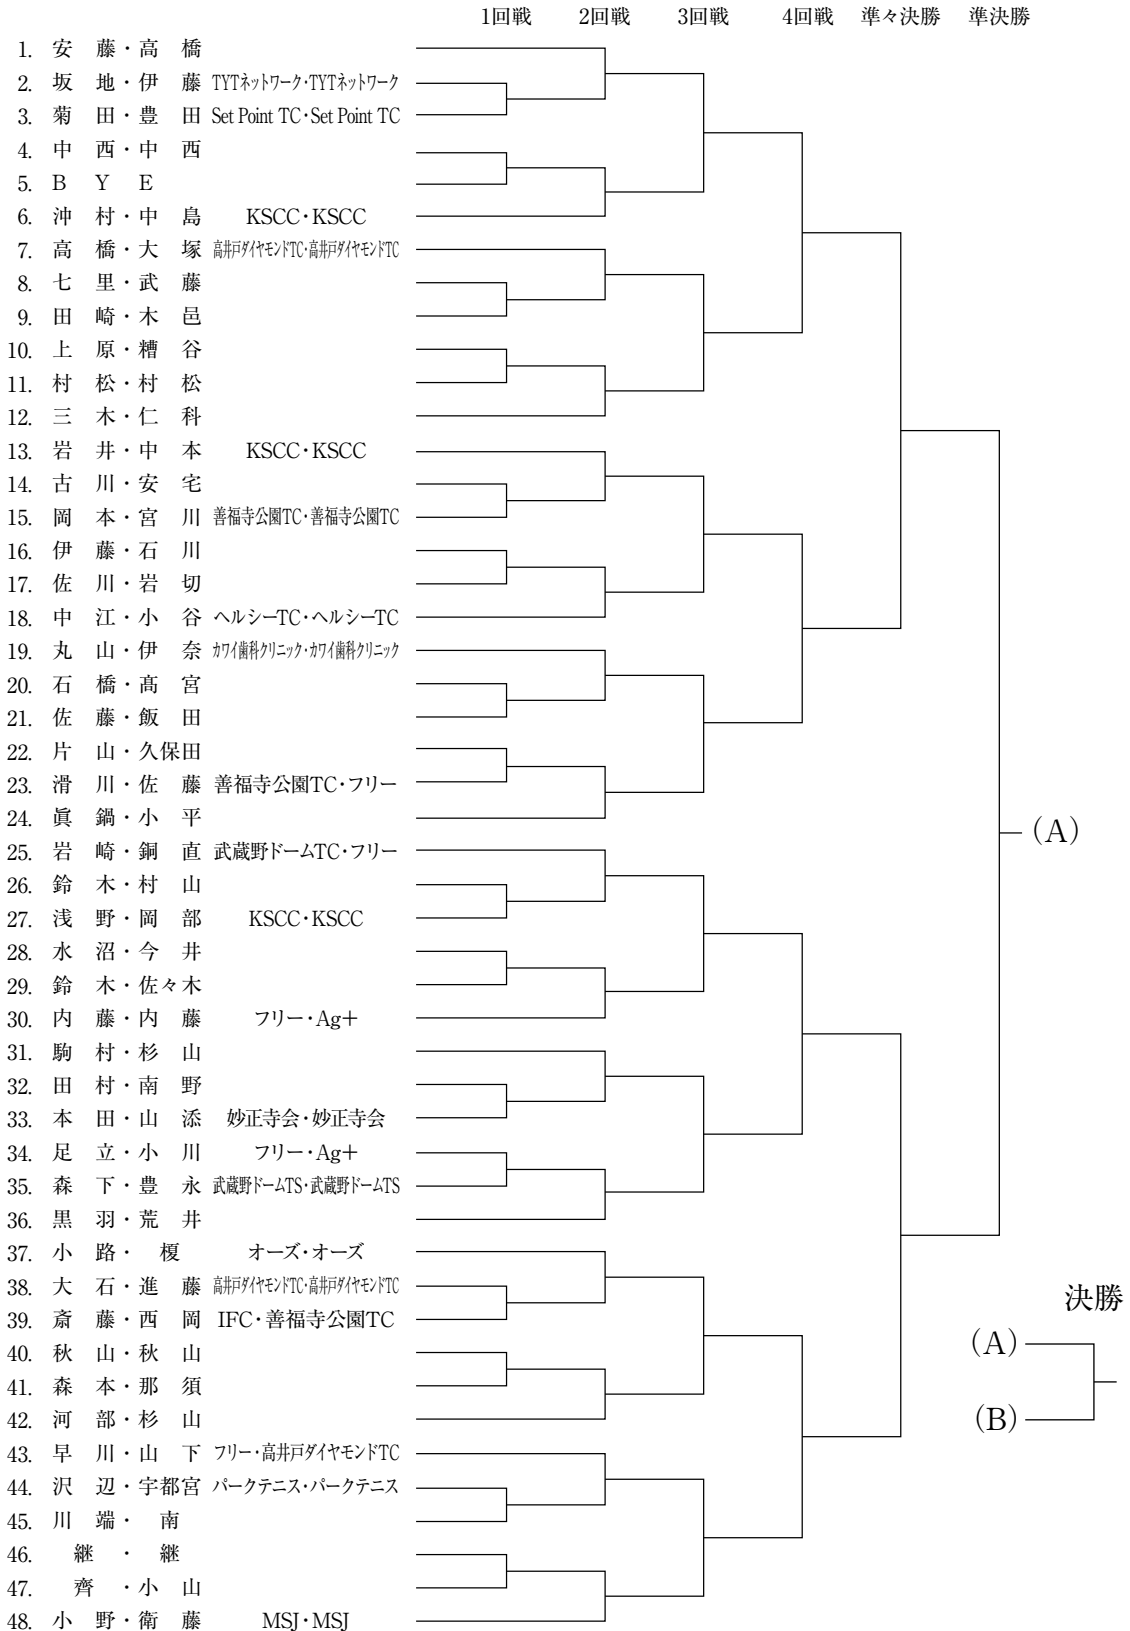 1回戦 2回戦 3回戦 4回戦 準々決勝 準決勝
1. 安 藤・高 橋
2. 坂 地・伊 藤 TYTネットワーク・TYTネットワーク
3. 菊 田・豊 田 Set Point TC・Set Point TC
4. 中 西・中 西
5. B Y E
6. 沖 村・中 島 KSCC・KSCC
7. 高 橋・大 塚 高井戸ダイヤモンドTC・高井戸ダイヤモンドTC
8. 七 里・武 藤
9. 田 崎・木 邑
10. 上 原・糟 谷
11. 村 松・村 松
12. 三 木・仁 科
13. 岩 井・中 本 KSCC・KSCC
14. 古 川・安 宅
15. 岡 本・宮 川 善福寺公園TC・善福寺公園TC
16. 伊 藤・石 川
17. 佐 川・岩 切
18. 中 江・小 谷 ヘルシーTC・ヘルシーTC
19. 丸 山・伊 奈 カワイ歯科クリニック・カワイ歯科クリニック
20. 石 橋・髙 宮
21. 佐 藤・飯 田
22. 片 山・久保田
23. 滑 川・佐 藤 善福寺公園TC・フリー
24. 眞 鍋・小 平
(A)
25. 岩 崎・銅 直 武蔵野ドームTC・フリー
26. 鈴 木・村 山
27. 浅 野・岡 部 KSCC・KSCC
28. 水 沼・今 井
29. 鈴 木・佐々木
30. 内 藤・内 藤 フリー・Ag+
31. 駒 村・杉 山
32. 田 村・南 野
33. 本 田・山 添 妙正寺会・妙正寺会
34. 足 立・小 川 フリー・Ag+
35. 森 下・豊 永 武蔵野ドームTS・武蔵野ドームTS
36. 黒 羽・荒 井
37. 小 路・ 榎 オーズ・オーズ
38. 大 石・進 藤 高井戸ダイヤモンドTC・高井戸ダイヤモンドTC
39. 斎 藤・西 岡 IFC・善福寺公園TC
40. 秋 山・秋 山
41. 森 本・那 須
42. 河 部・杉 山
43. 早 川・山 下 フリー・高井戸ダイヤモンドTC
44. 沢 辺・宇都宮 パークテニス・パークテニス
45. 川 端・ 南
46. 継 ・ 継
47. 齊 ・小 山
48. 小 野・衛 藤 MSJ・MSJ
決勝
(A)
(B)